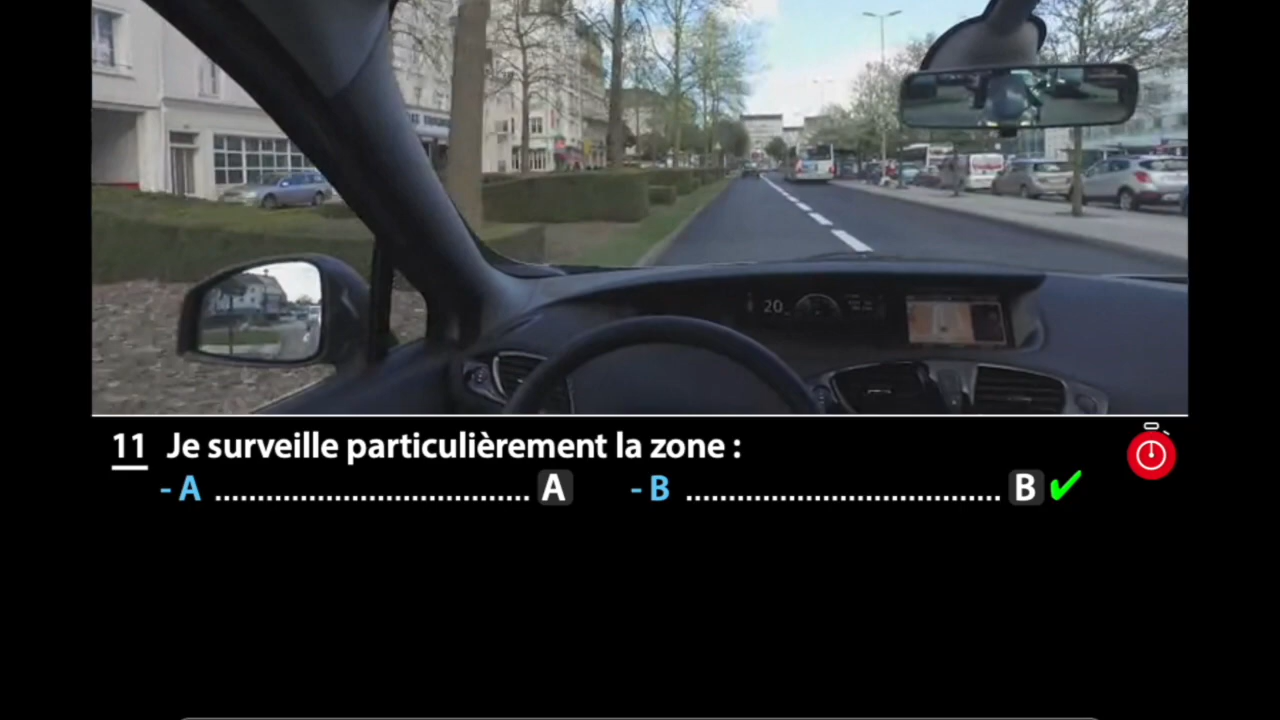 20
11 Je surveille particulièrement la zone :
- A ..................................... A - B ..................................... B ✔